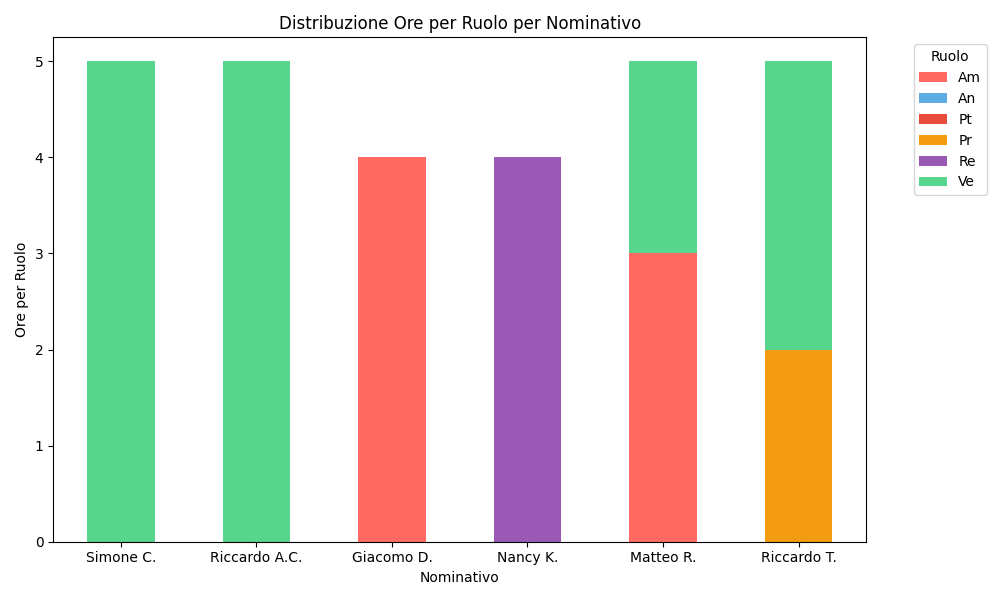 Distribuzione Ore per Ruolo per Nominativo
Ore per Ruolo
5
4
3
2
1
0
Simone C. Riccardo A.C. Giacomo D. Nancy K. Matteo R. Riccardo T.
Nominativo
Ruolo
Am
An
Pt
Pr
Re
Ve